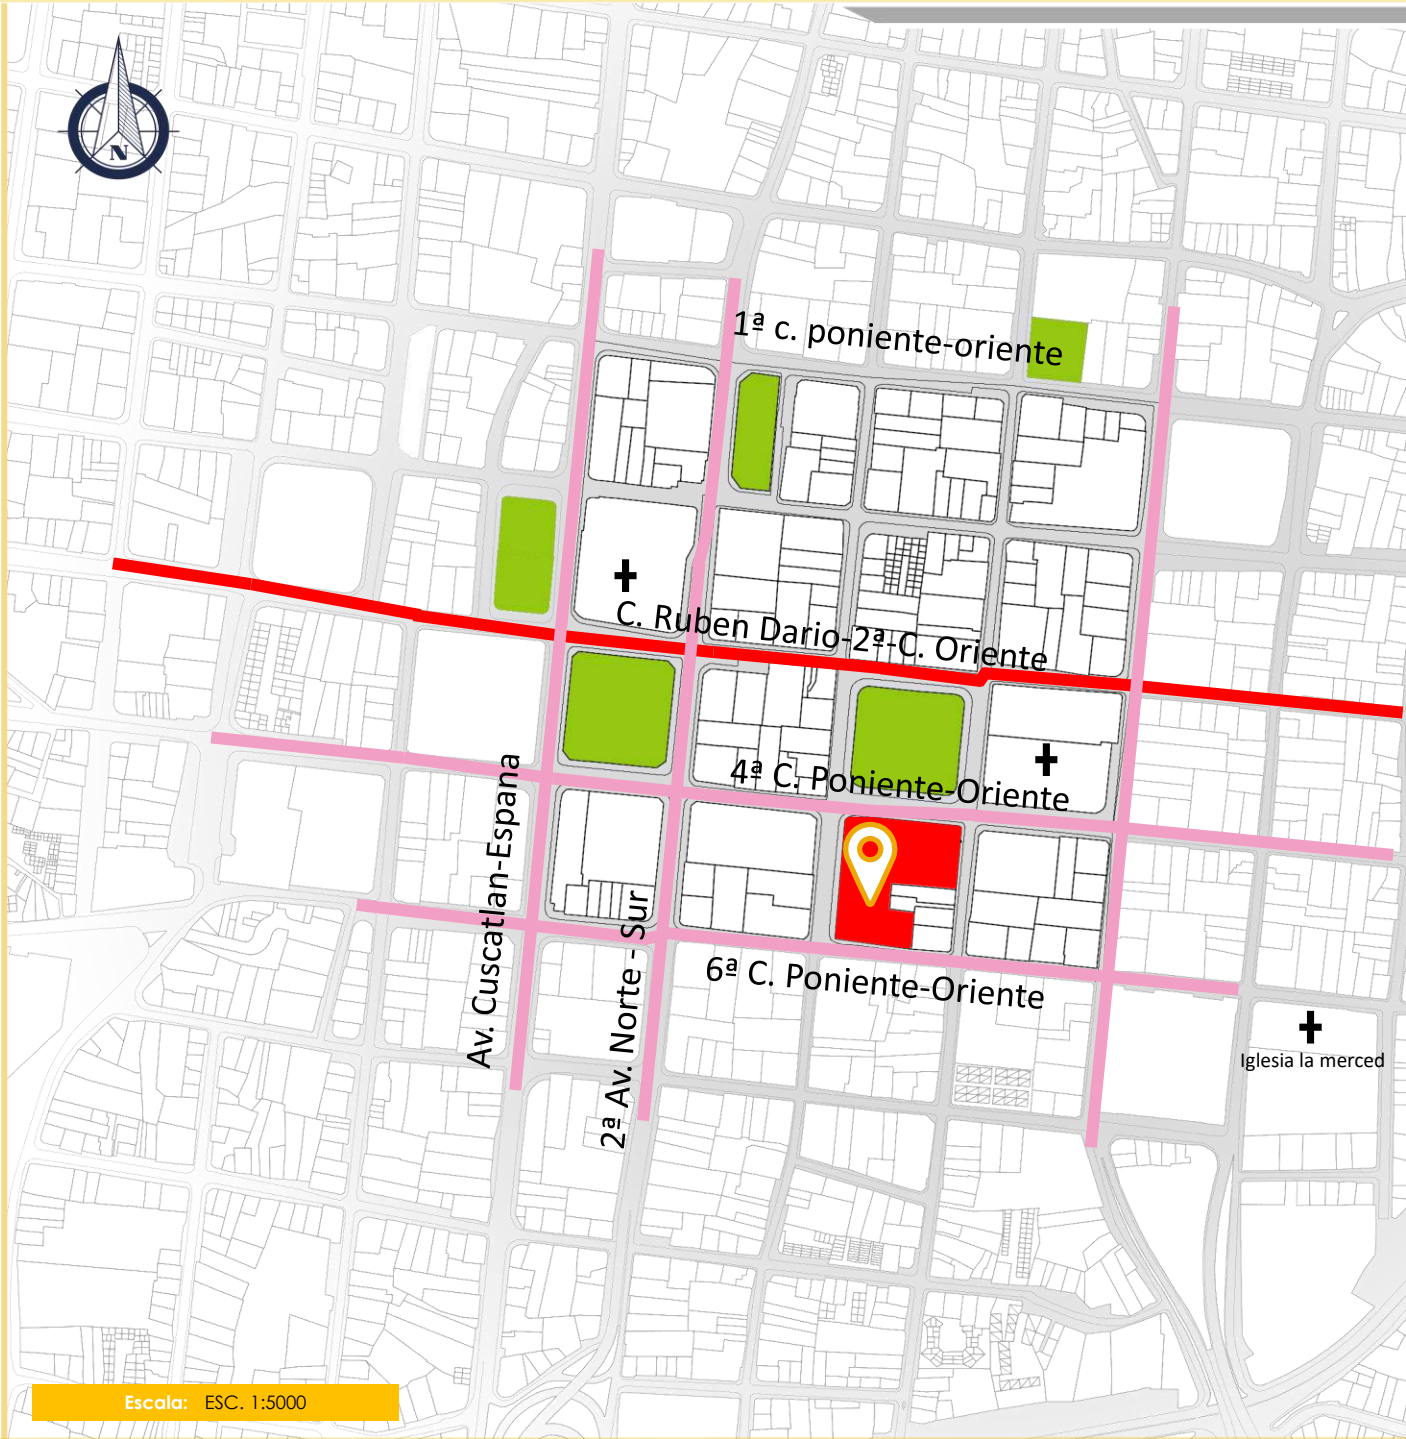 N
1ª c. poniente-oriente
C. Ruben Dario-2ª-C. Oriente
4ª C. Poniente-Oriente
Av. Cuscatlan-Espana
2ª Av. Norte - Sur
6ª C. Poniente-Oriente
Iglesia la merced
Escala: ESC. 1:5000